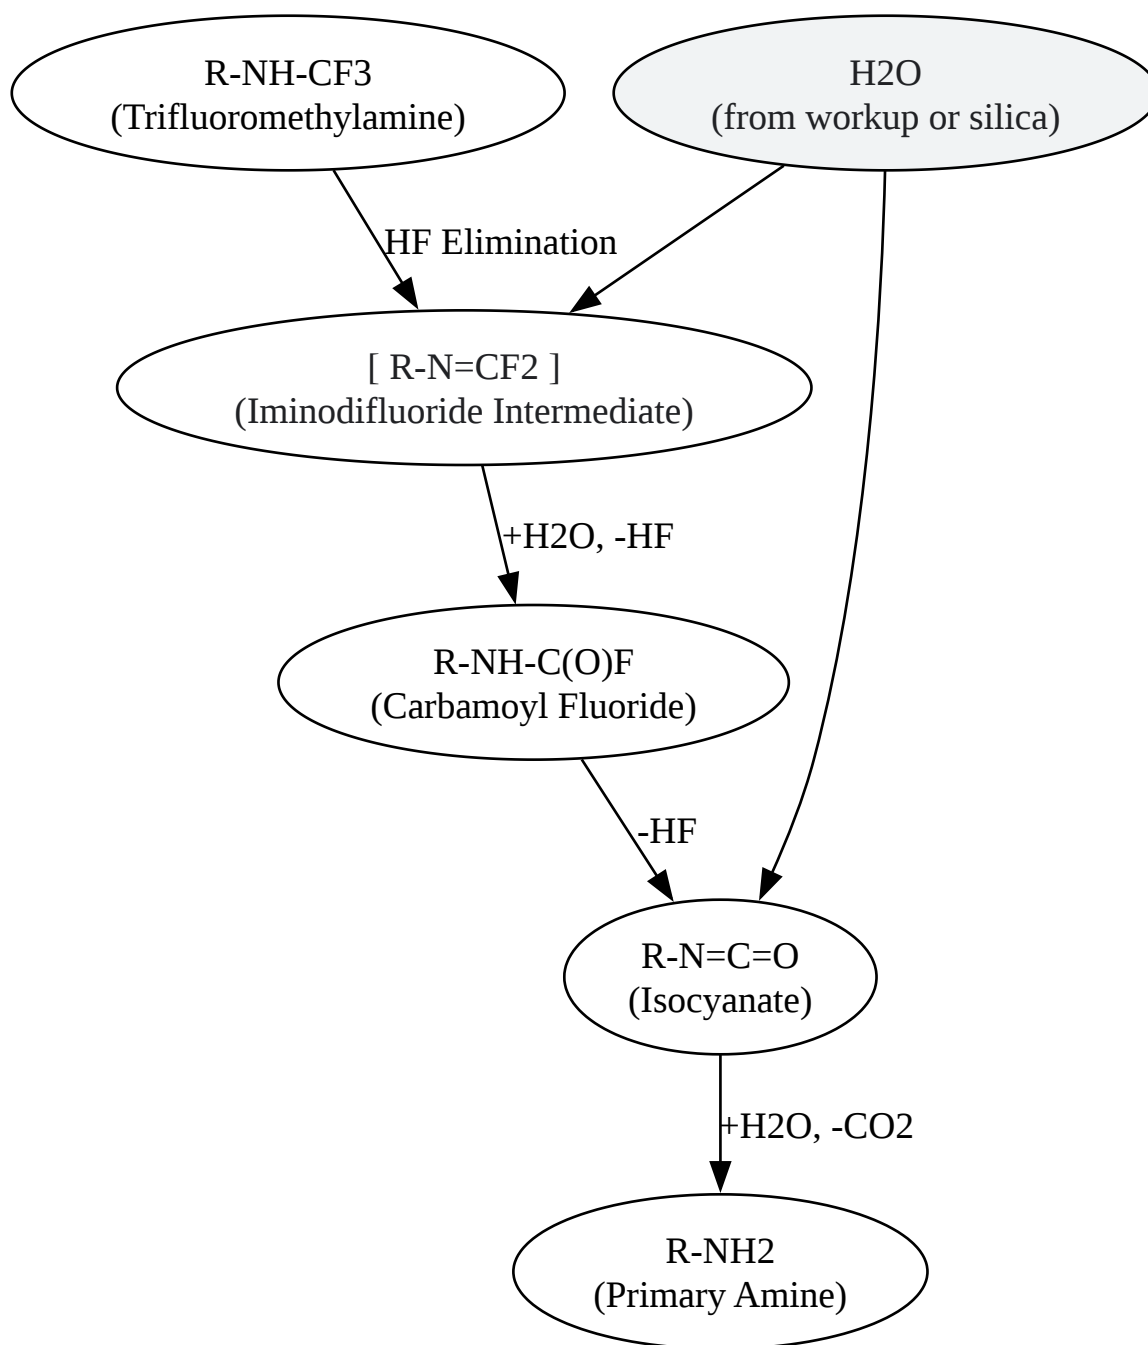 R-NH-CF3
(Trifluoromethylamine)
H2O
(from workup or silica)
HF Elimination
[ R-N=CF2 ]
(Iminodifluoride Intermediate)
+H2O, -HF
R-NH-C(O)F
(Carbamoyl Fluoride)
-HF
R-N=C=O
(Isocyanate)
+H2O, -CO2
R-NH2
(Primary Amine)